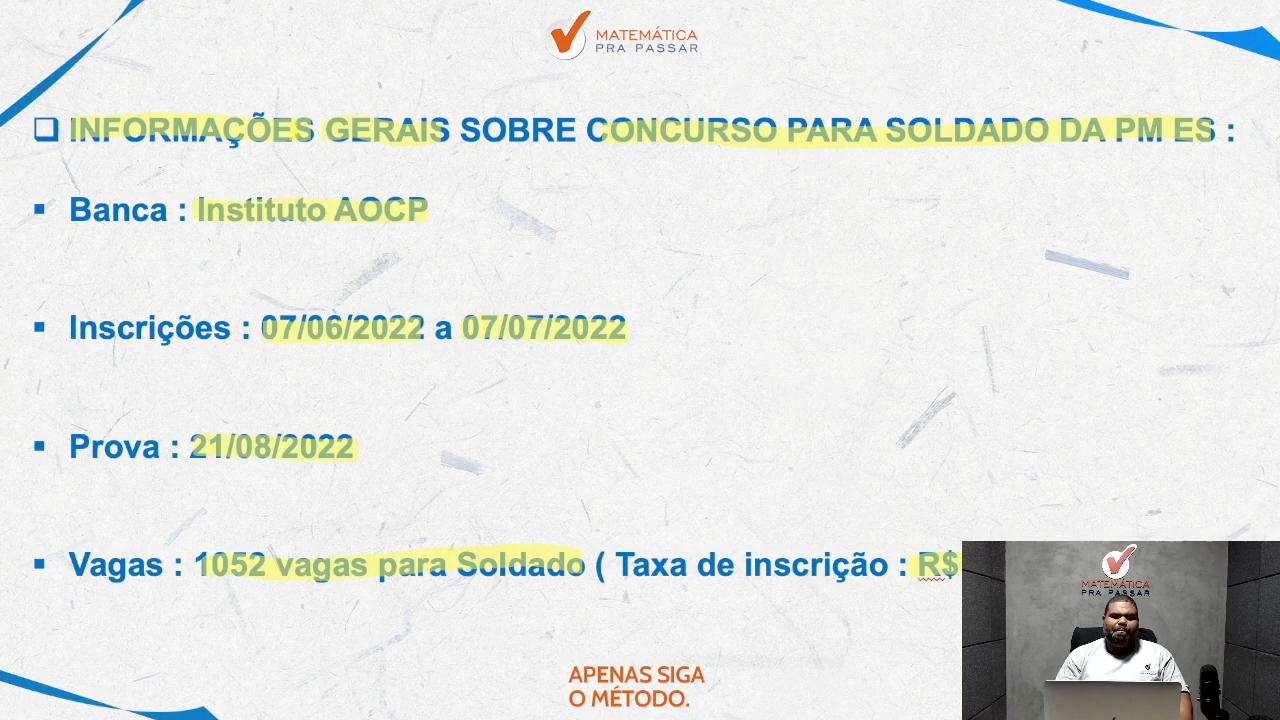 MATEMÁTICA
PRA PASSAR
INFORMAÇÕES GERAIS SOBRE CONCURSO PARA SOLDADO DA PM ES :
Banca : Instituto AOCP
Inscrições : 07/06/2022 a 07/07/2022
Prova : 21/08/2022
Vagas : 1052 vagas para Soldado ( Taxa de inscrição : R$
MATEMÁTICA
PRA PASSAR
APENAS SIGA
O MÉTODO.